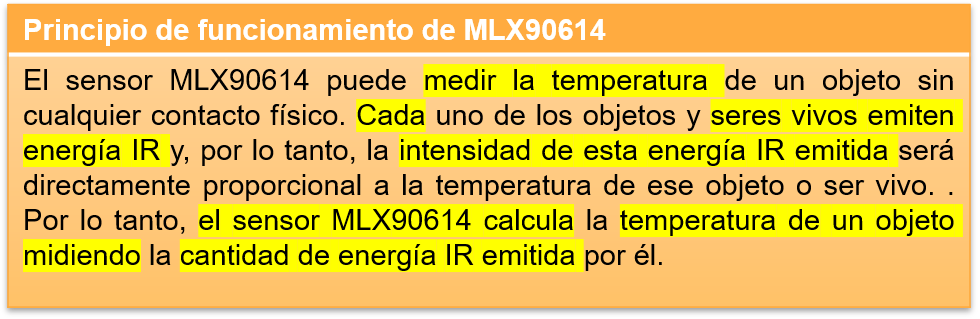 Principio de funcionamiento de MLX90614
El sensor MLX90614 puede medir la temperatura de un objeto sin
cualquier contacto físico. Cada uno de los objetos y seres vivos emiten
energía IR y, por lo tanto, la intensidad de esta energía IR emitida será
directamente proporcional a la temperatura de ese objeto o ser vivo. .
Por lo tanto, el sensor MLX90614 calcula la temperatura de un objeto
midiendo la cantidad de energía IR emitida por él.